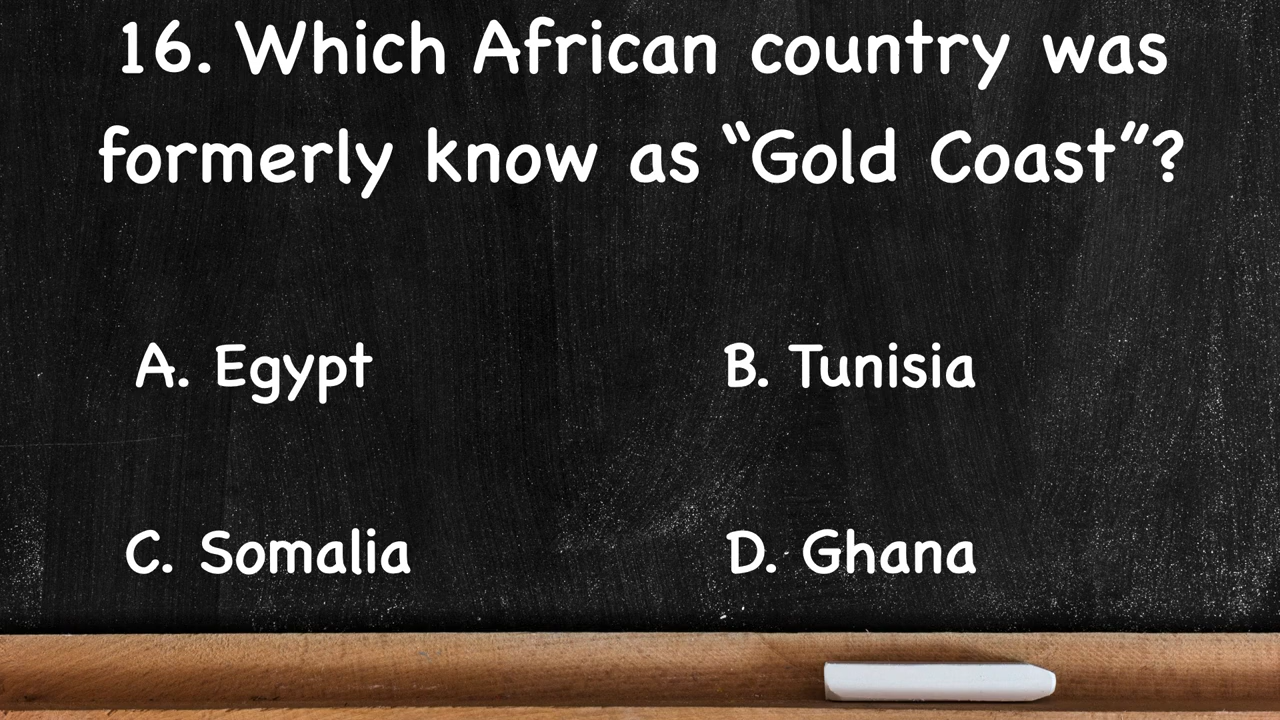 16. Which African country was
formerly know as “Gold Coast”?
A. Egypt
B. Tunisia
C. Somalia
D. Ghana